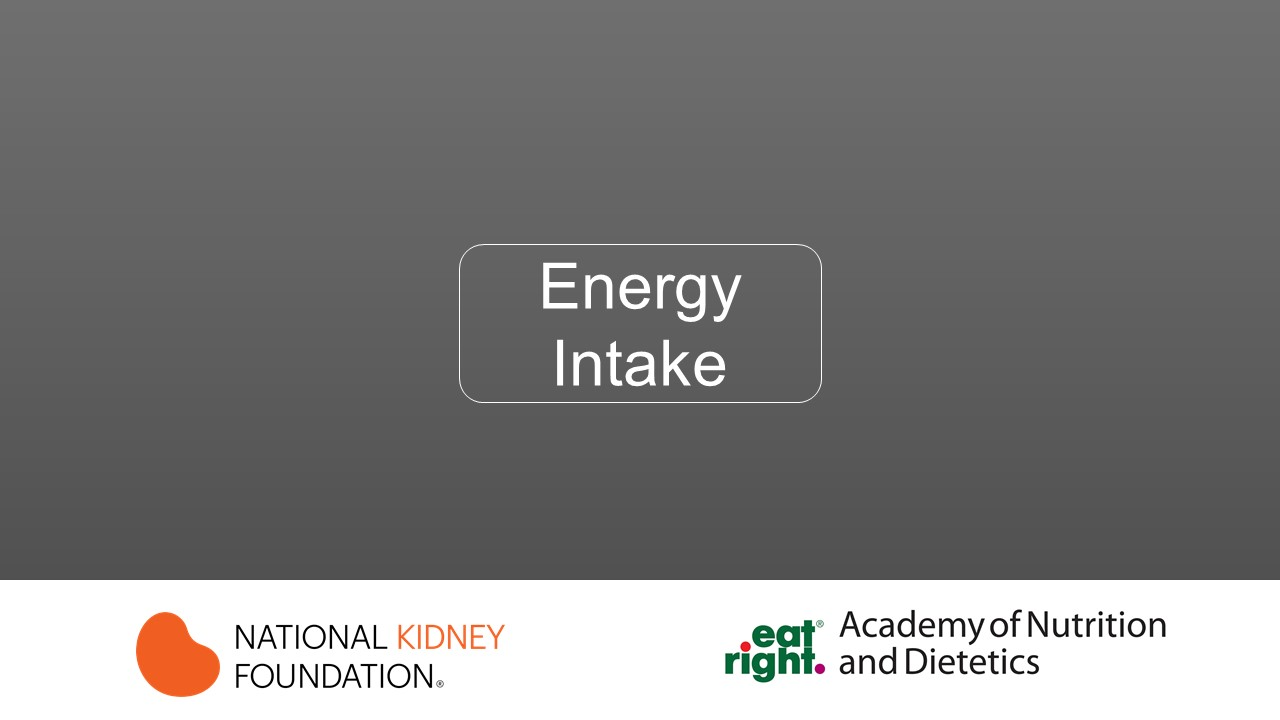 Energy
Intake
NATIONAL KIDNEY
FOUNDATION®
eat®
right.
Academy of Nutrition
and Dietetics